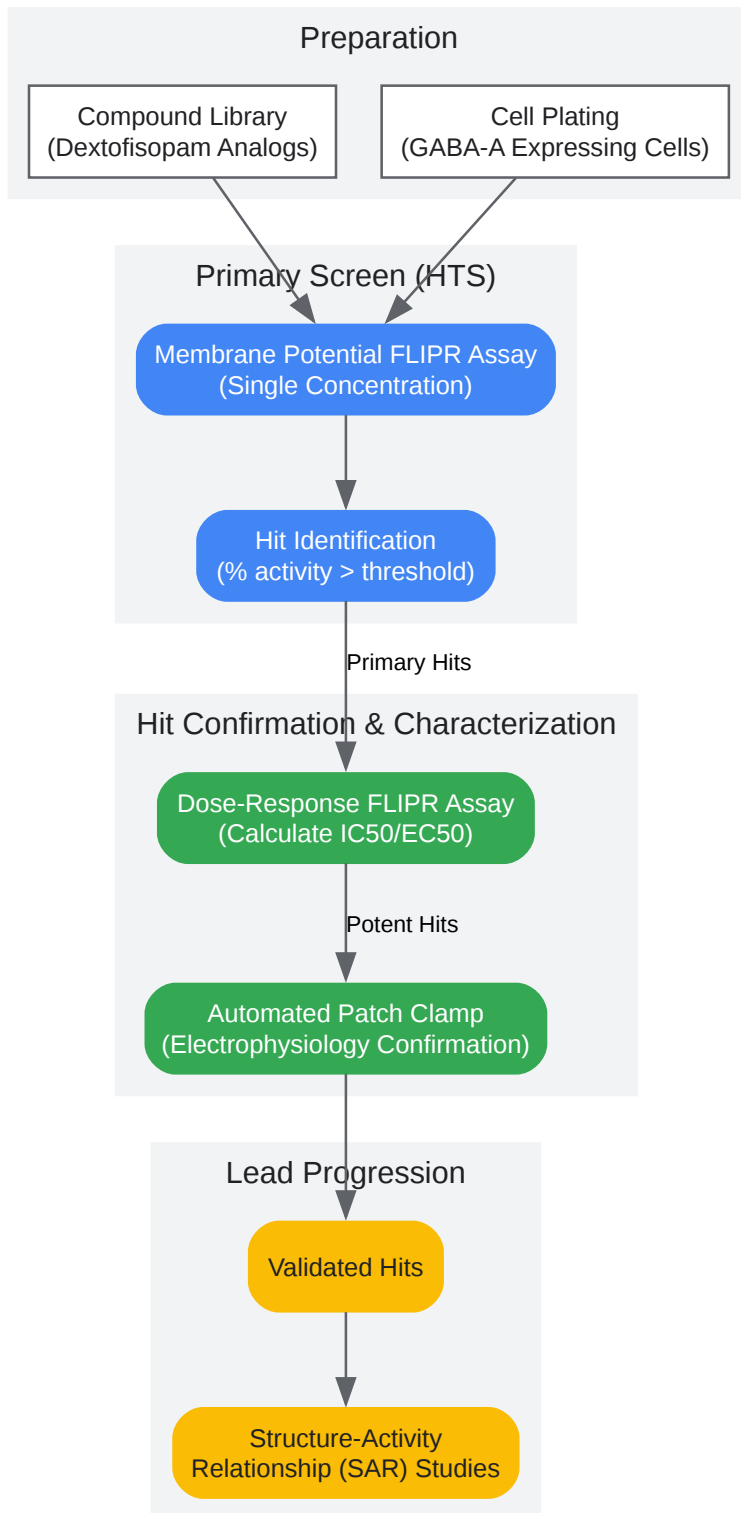 Preparation
Compound Library
(Dextofisopam Analogs)
Cell Plating
(GABA-A Expressing Cells)
Primary Screen (HTS)
Membrane Potential FLIPR Assay
(Single Concentration)
Hit Identification
(% activity > threshold)
Primary Hits
Hit Confirmation & Characterization
Dose-Response FLIPR Assay
(Calculate IC50/EC50)
Potent Hits
Automated Patch Clamp
(Electrophysiology Confirmation)
Lead Progression
Validated Hits
Structure-Activity
Relationship (SAR) Studies